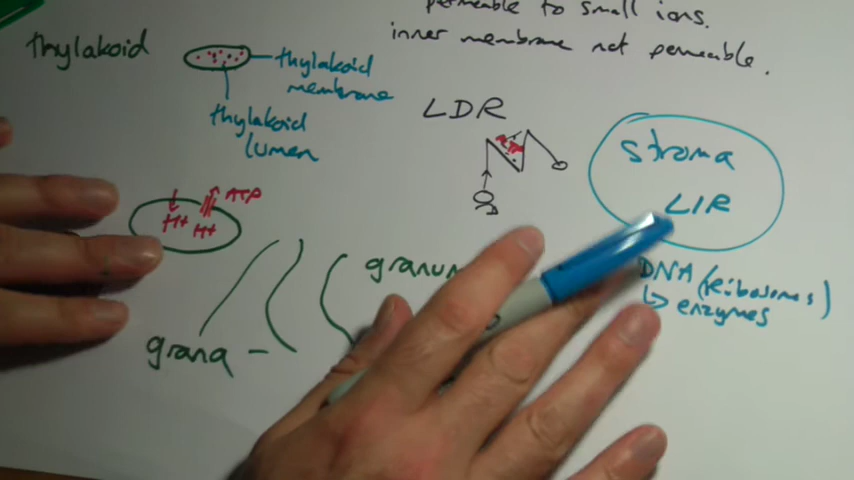 permeable to small ions.
inner membrane not permeable.
thylakoid
thylakoid
membrane
thylakoid
lumen
LDR
stroma
LIR
ATP
H+ H+
granum
grana -
DNA (ribosomes)
↳ enzymes